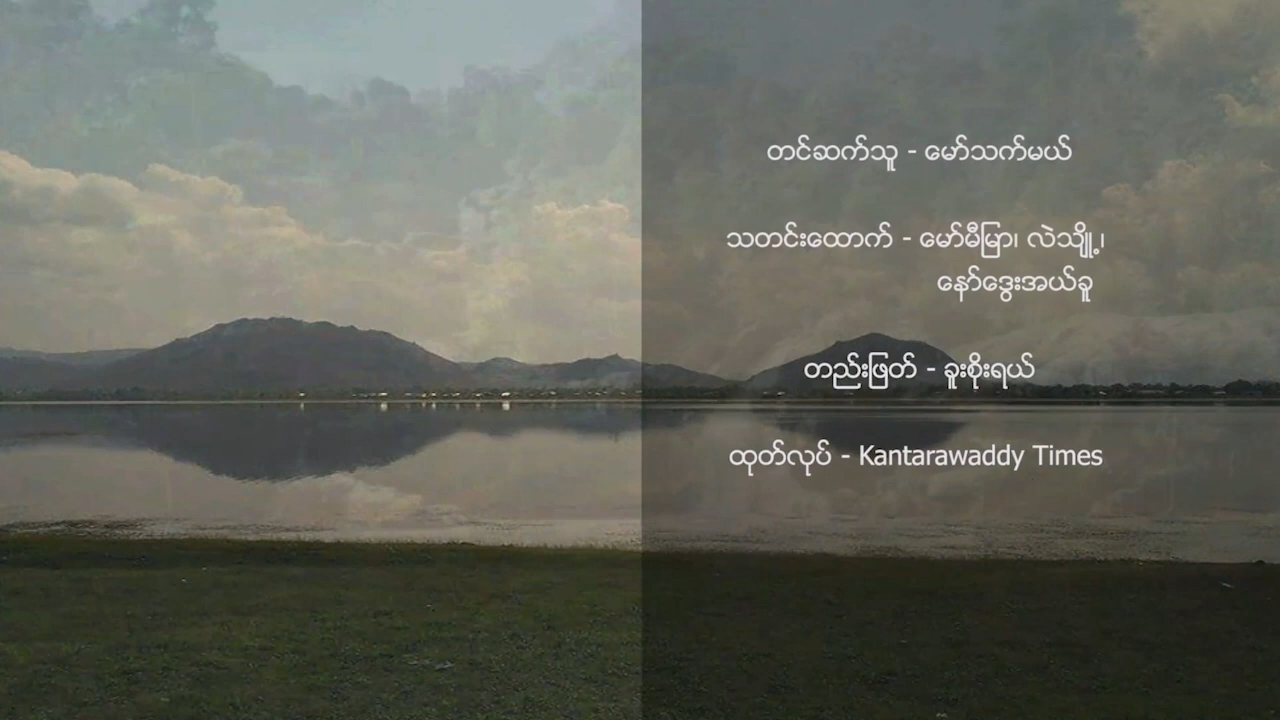 တင်ဆက်သူ - မော်သက်မယ်
သတင်းထောက် - မော်မီမြာ၊ လဲသျို့၊
နော်ဒွေးအယ်ခူ
တည်းဖြတ် - ခူးစိုးရယ်
ထုတ်လုပ် - Kantarawaddy Times